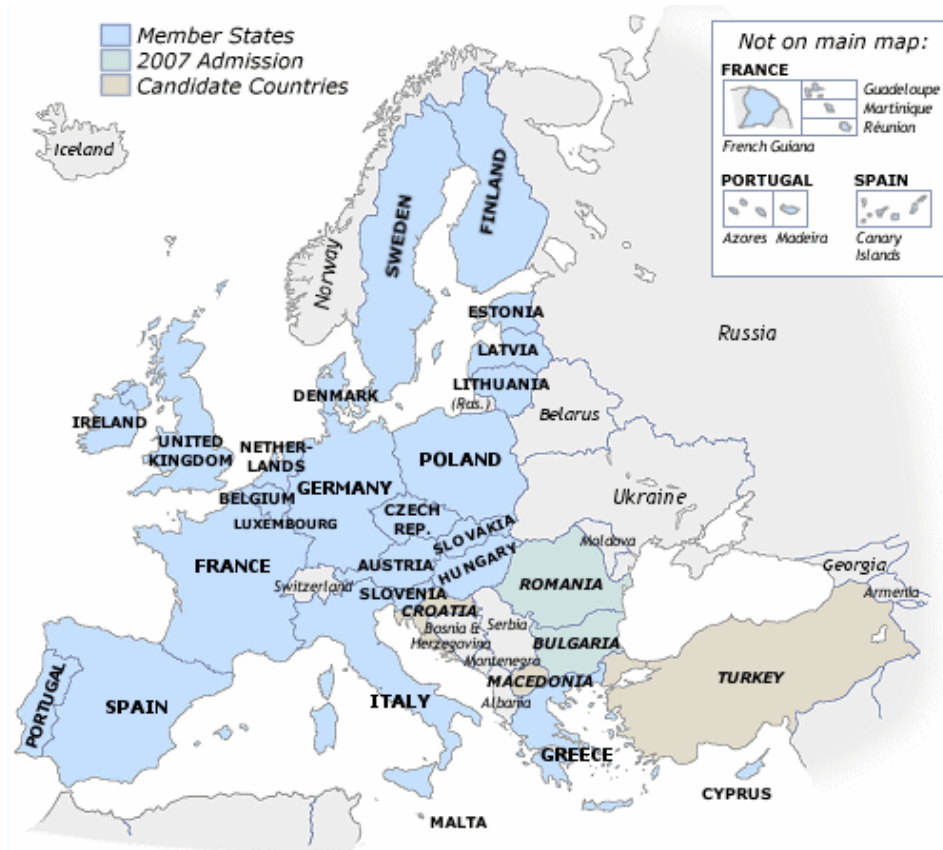 Member States
2007 Admission
Candidate Countries
Not on main map:
FRANCE
Guadeloupe
Martinique
Réunion
French Guiana
PORTUGAL
SPAIN
Azores
Madeira
Canary
Islands
Iceland
Norway
SWEDEN
FINLAND
Russia
ESTONIA
LATVIA
LITHUANIA
(Rus.)
DENMARK
Belarus
IRELAND
UNITED
KINGDOM
NETHER-
LANDS
POLAND
BELGIUM
GERMANY
Ukraine
LUXEMBOURG
CZECH
REP.
SLOVAKIA
Moldova
FRANCE
AUSTRIA
HUNGARY
Switzerland
SLOVENIA
ROMANIA
Georgia
Armenia
CROATIA
Bosnia &
Herzegovina
Serbia
BULGARIA
Montenegro
MACEDONIA
TURKEY
Albania
PORTUGAL
SPAIN
ITALY
GREECE
CYPRUS
MALTA